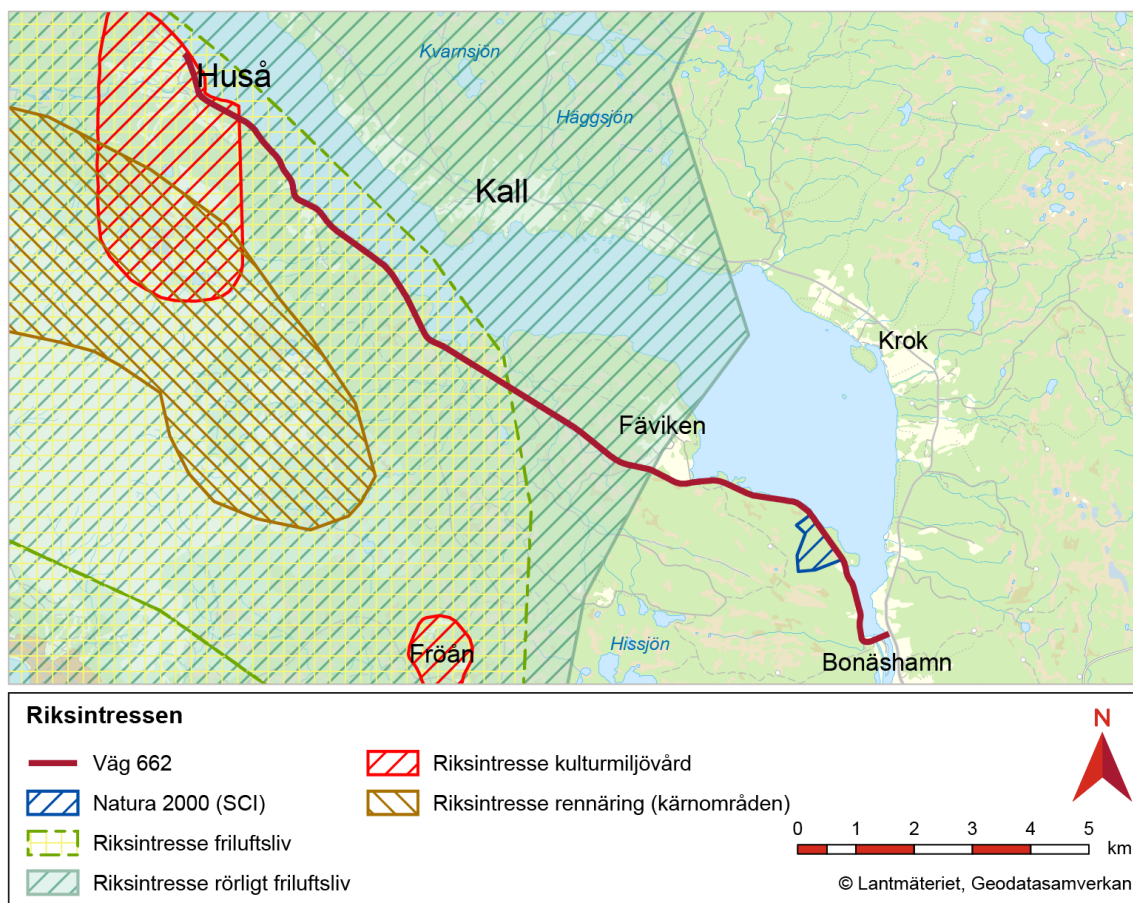 Kvarnsjön
Huså
Häggsjön
Kall
Krok
Fäviken
Hissjön
Fröån
Bonäshamn
Riksintressen
Väg 662
Natura 2000 (SCI)
Riksintresse friluftsliv
Riksintresse rörligt friluftsliv
Riksintresse kulturmiljövård
Riksintresse rennäring (kärnområden)
N
0 1 2 3 4 5
km
© Lantmäteriet, Geodatasamverkan